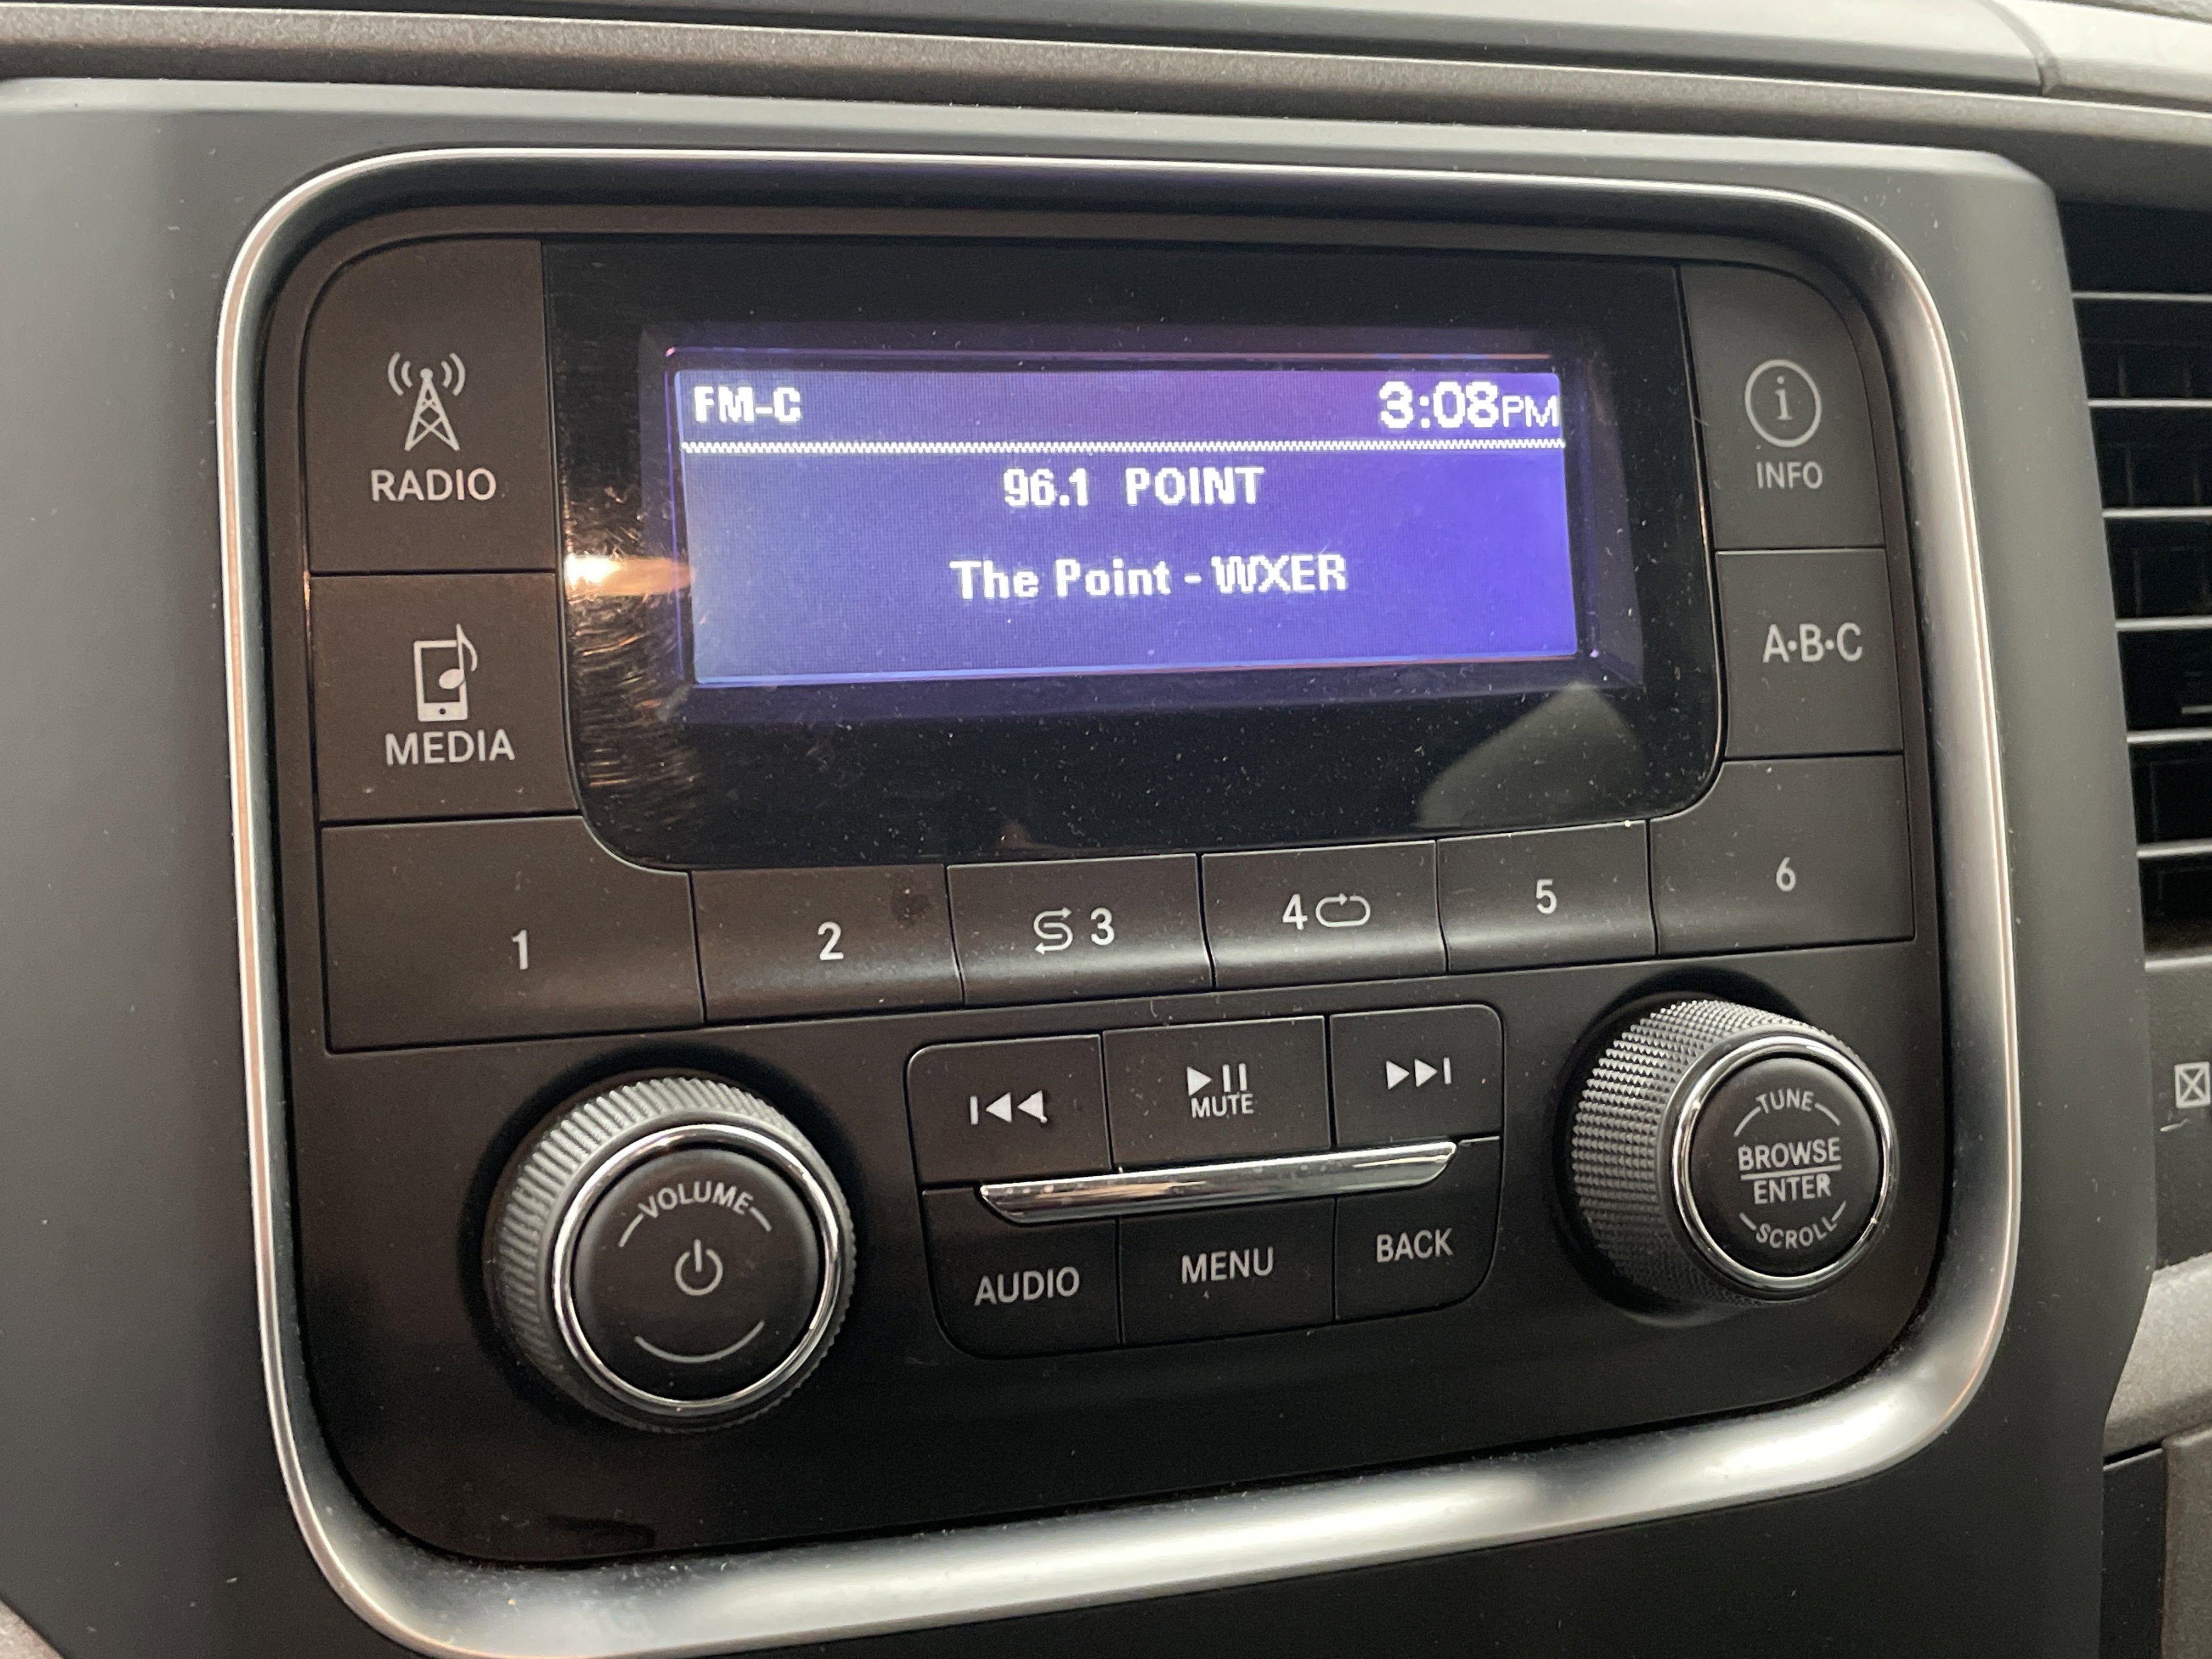 FM-C 3:08PM
96.1 POINT
The Point - WXER
RADIO
INFO
MEDIA
A·B·C
1 2 3 4 5 6
MUTE
VOLUME
AUDIO MENU BACK
TUNE
BROWSE
ENTER
SCROLL